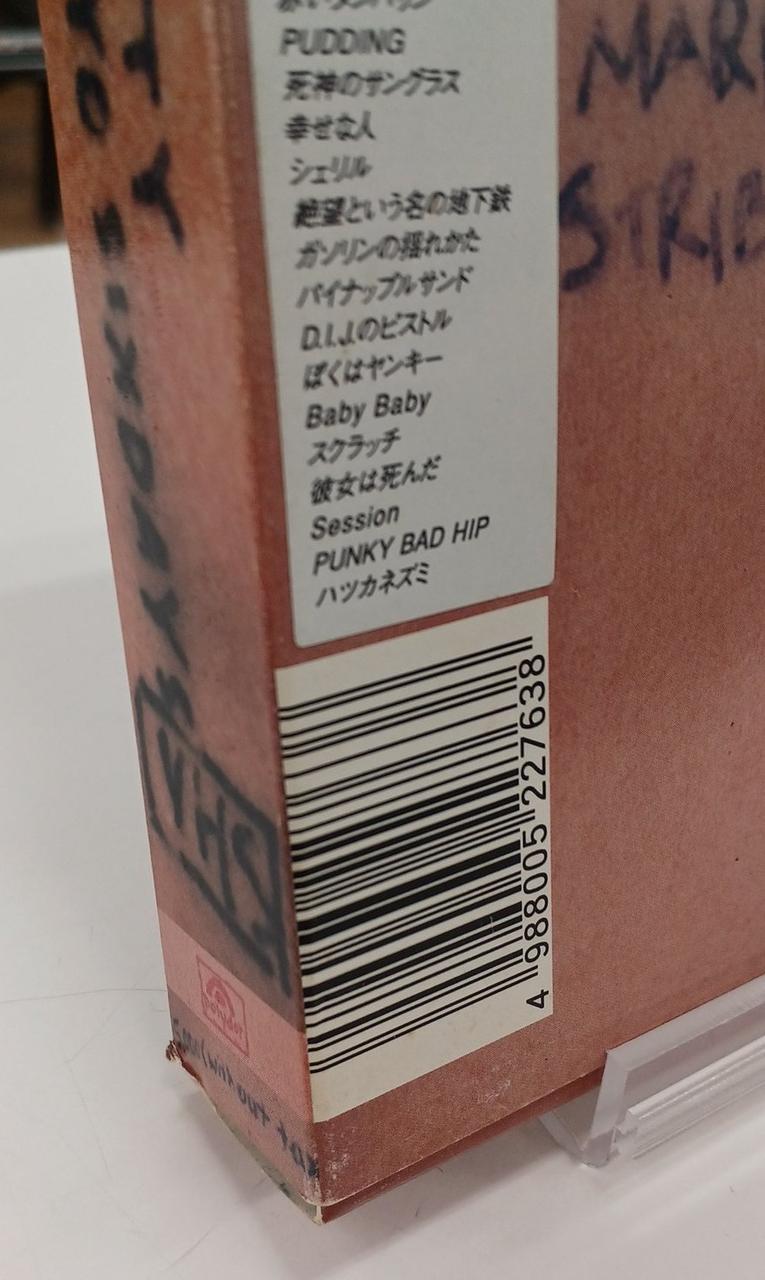 PUDDING
死神のサングラス
幸せな人
シェリル
絶望という名の地下鉄
ガソリンの揺れかた
パイナップルサンド
D.I.J.のピストル
ぼくはヤンキー
Baby Baby
スクラッチ
彼女は死んだ
Session
PUNKY BAD HIP
ハツカネズミ
4 988005 227638
SIXDAYS
VHS
polydor
(without tax